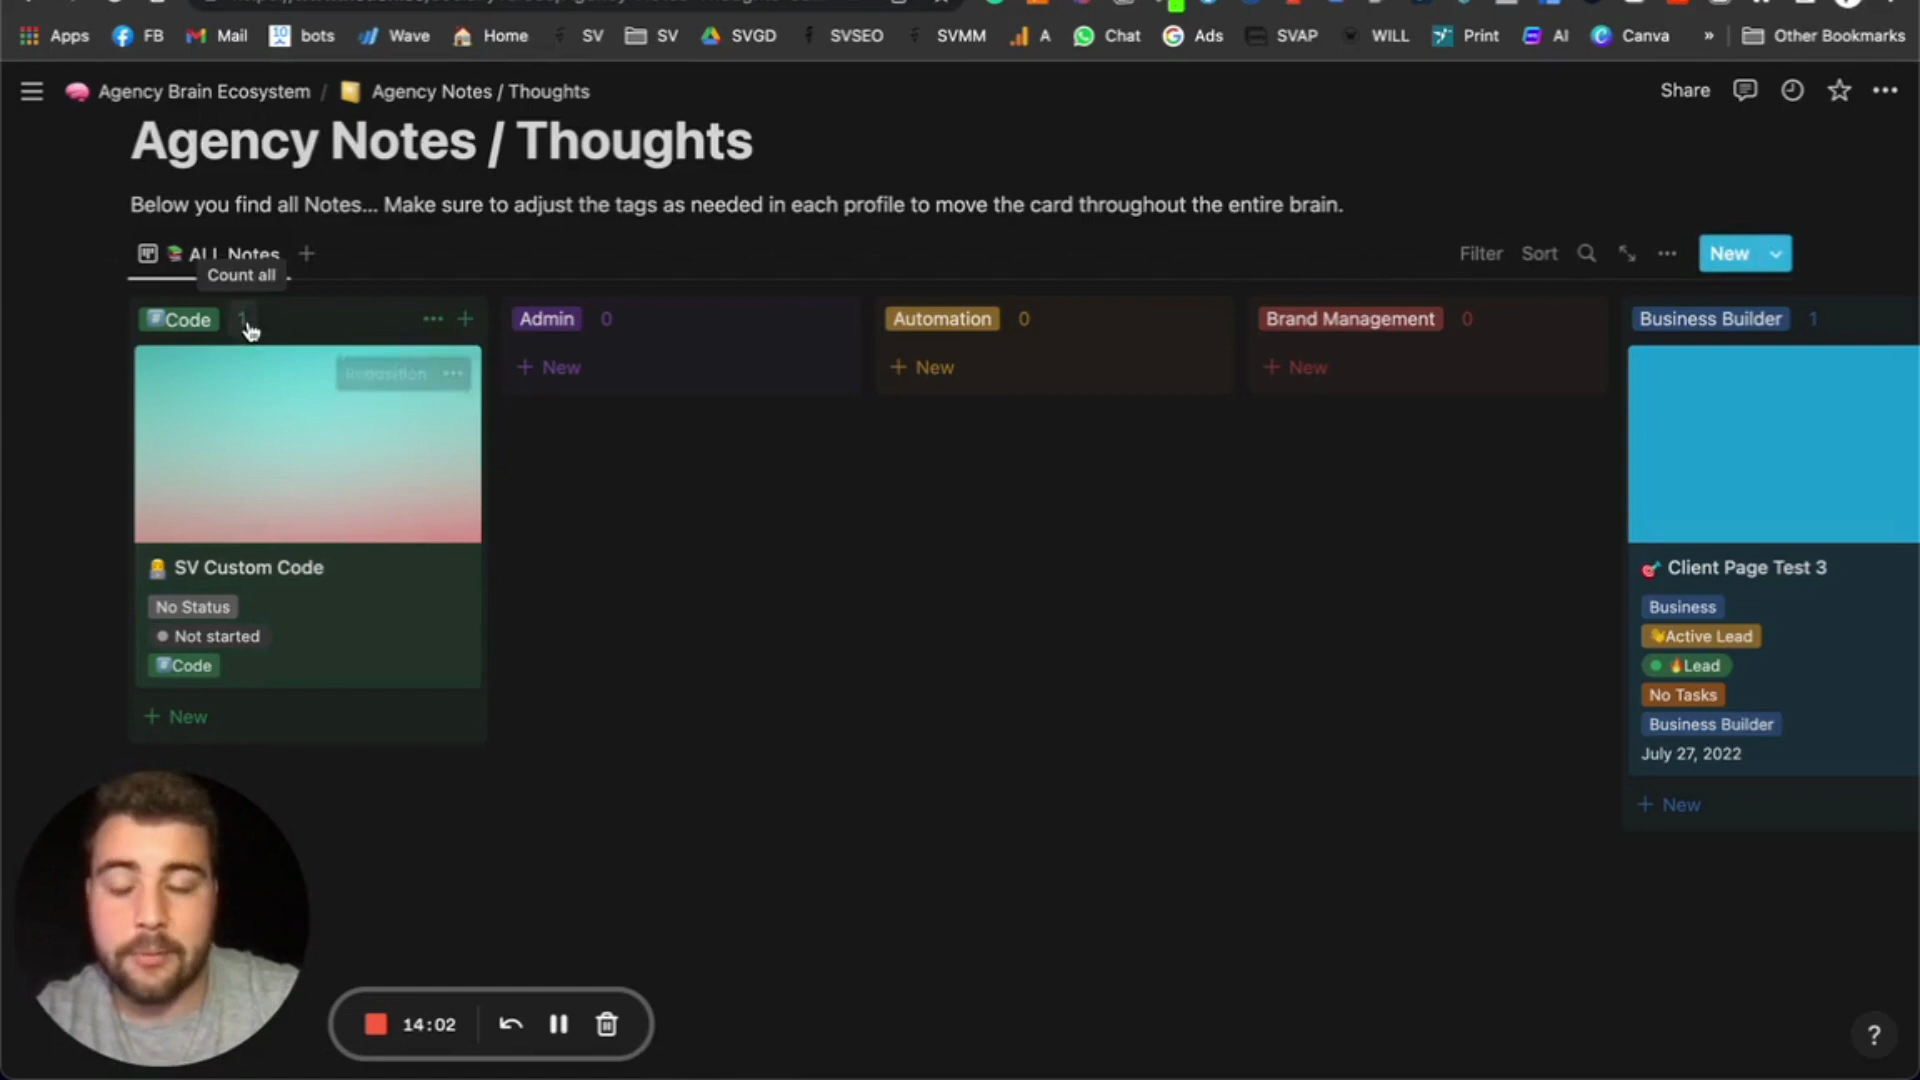 Apps FB Mail bots Wave Home SV SV SVGD SVSEO SVMM A Chat Ads SVAP WILL Print AI Canva » Other Bookmarks
Agency Brain Ecosystem / Agency Notes / Thoughts Share
Agency Notes / Thoughts
Below you find all Notes... Make sure to adjust the tags as needed in each profile to move the card throughout the entire brain.
ALL Notes + Filter Sort New
Count all
Code 1 Admin 0 Automation 0 Brand Management 0 Business Builder 1
+ New + New + New
Reposition
SV Custom Code
No Status
Not started
Code
+ New
Client Page Test 3
Business
Active Lead
Lead
No Tasks
Business Builder
July 27, 2022
+ New
14:02
?